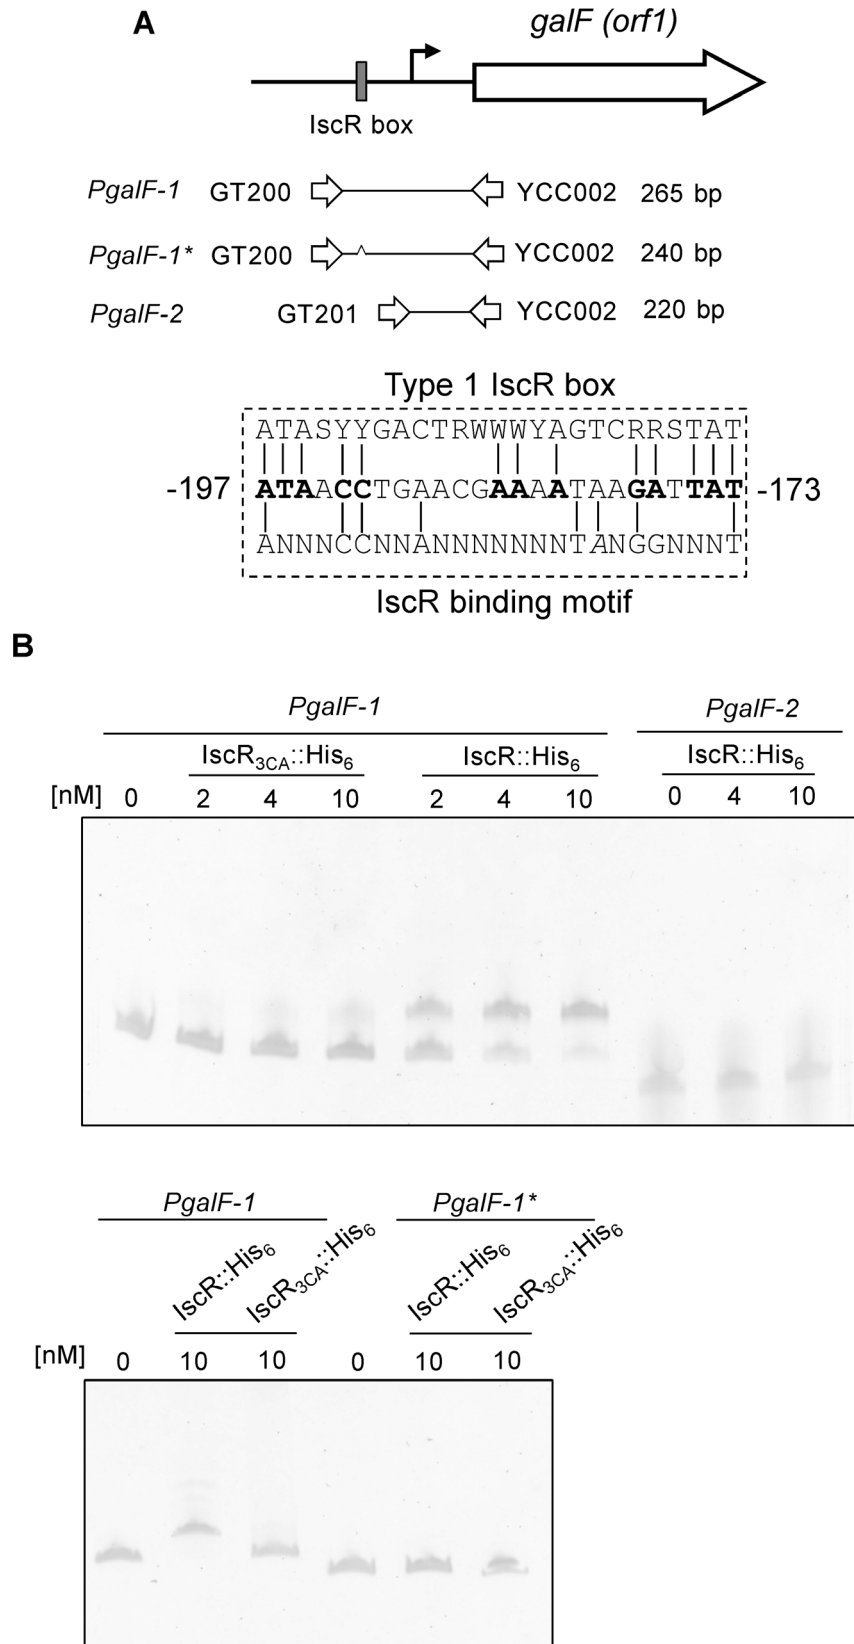 A
galF (orf1)
IscR box
PgalF-1 GT200 YCC002 265 bp
PgalF-1* GT200 YCC002 240 bp
PgalF-2 GT201 YCC002 220 bp
Type 1 IscR box
ATASYYGACTRWWWYAGTCRRSTAT
-197 ATAACCTGAACGAAAATAAGATTAT -173
ANNNCCNNANNNNNNNTANGGNNNT
IscR binding motif
B
PgalF-1 PgalF-2
IscR3CA::His6 IscR::His6 IscR::His6
[nM] 0 2 4 10 2 4 10 0 4 10
PgalF-1 PgalF-1*
IscR::His6 IscR3CA::His6 IscR::His6 IscR3CA::His6
[nM] 0 10 10 0 10 10